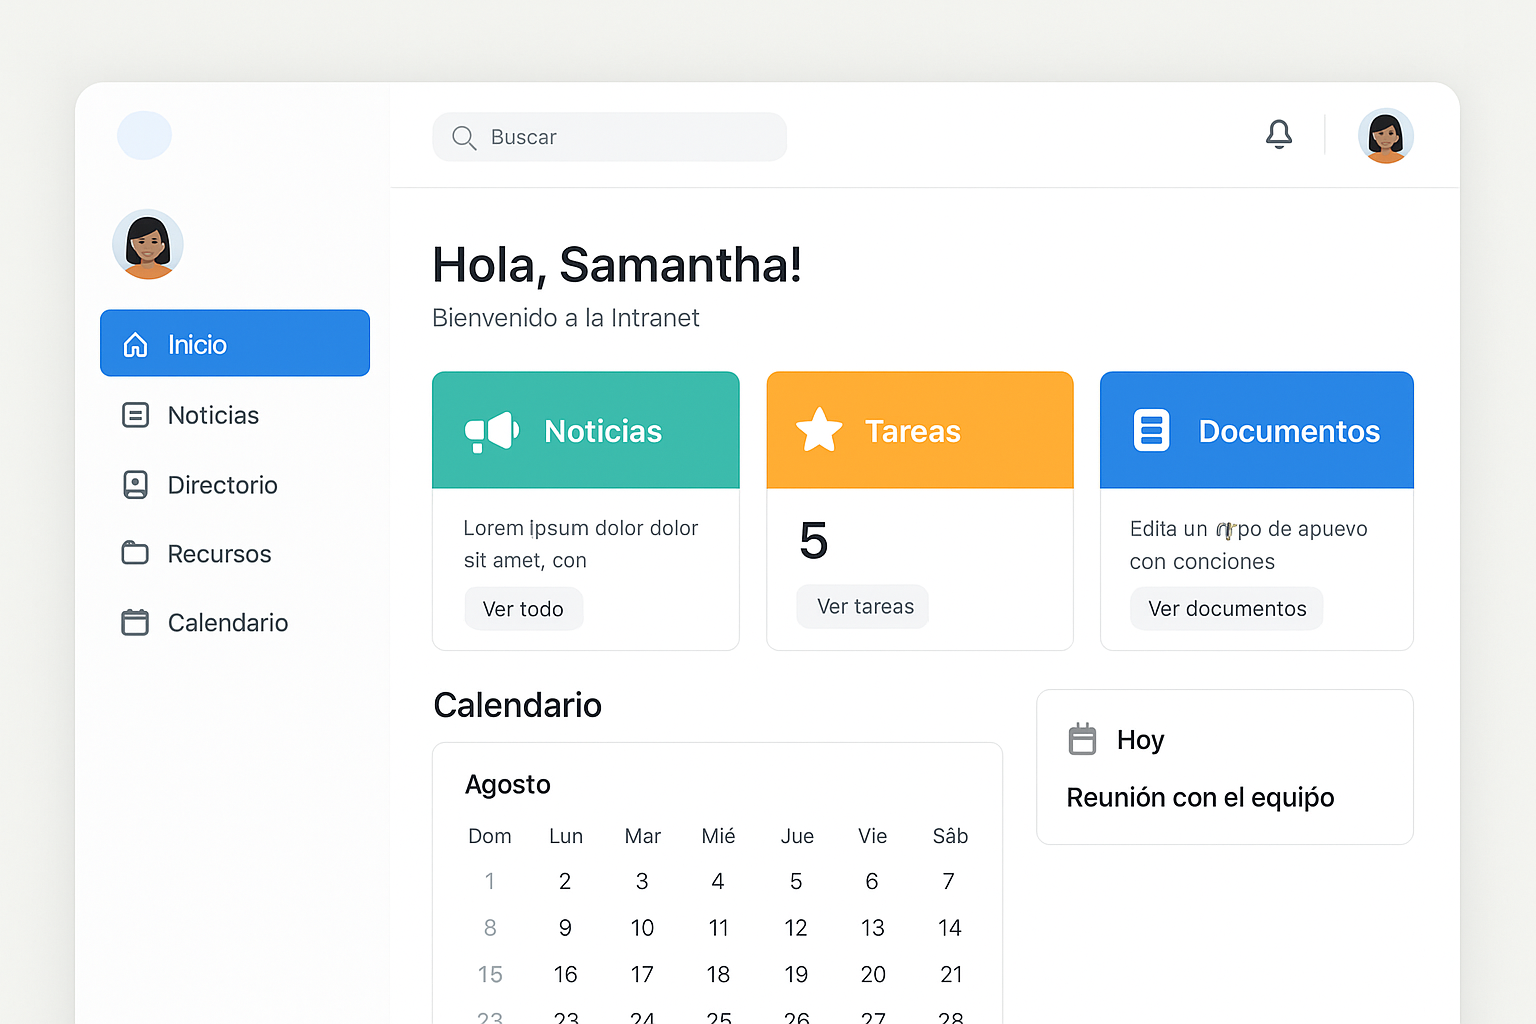 Buscar
Hola, Samantha!
Bienvenido a la Intranet
Inicio
Noticias
Directorio
Recursos
Calendario
Noticias
Lorem ipsum dolor dolor
sit amet, con
Ver todo
Tareas
5
Ver tareas
Documentos
Edita un de apuevo
con conciones
Ver documentos
Calendario
Agosto
Dom Lun Mar Mié Jue Vie Sâb
1 2 3 4 5 6 7
8 9 10 11 12 13 14
15 16 17 18 19 20 21
23 23 24 25 26 27 28
Hoy
Reunión con el equipo